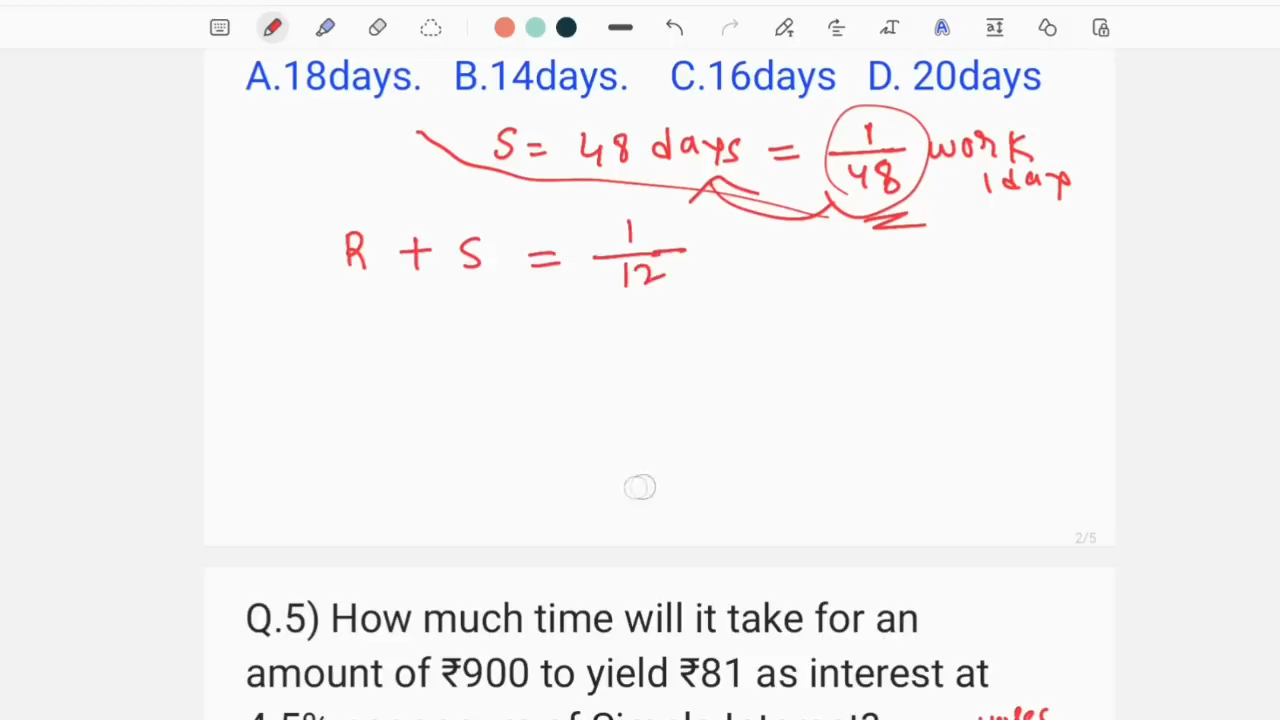 A.18days. B.14days. C.16days D. 20days
S = 48 days = 1/48 work
1 day
R + S = 1/12
2/5
Q.5) How much time will it take for an
amount of ₹900 to yield ₹81 as interest at